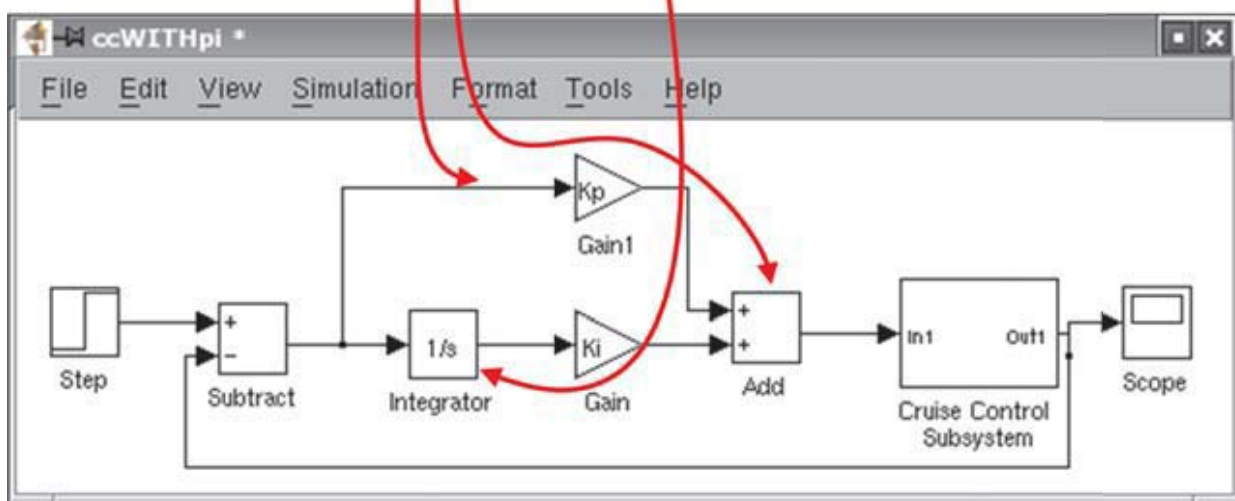 ccWITHpi *
File Edit View Simulation Format Tools Help
Kp
Gain1
+
-
+
+
1/s
Ki
In1 Out1
Step
Subtract
Integrator
Gain
Add
Cruise Control
Subsystem
Scope